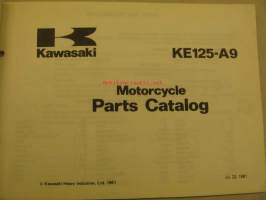 Kawasaki
KE125-A9
Motorcycle
Parts Catalog
© Kawasaki Heavy Industries, Ltd. 1981